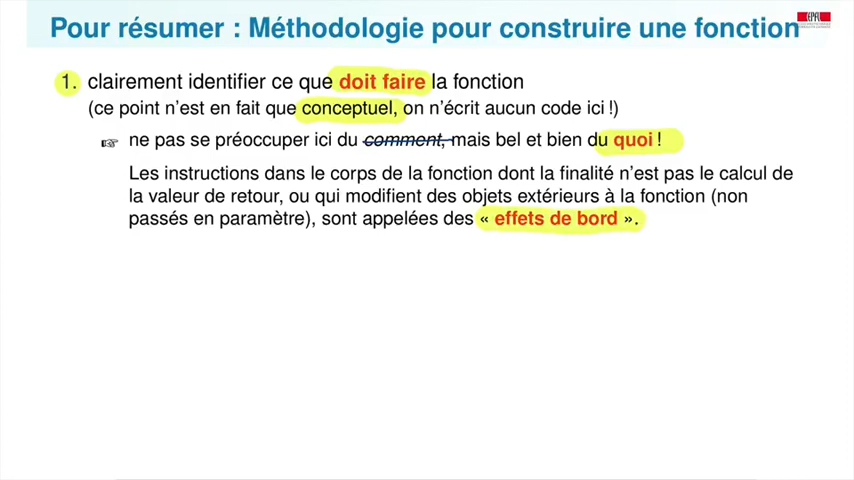 Pour résumer : Méthodologie pour construire une fonction
EPFL
1. clairement identifier ce que doit faire la fonction
(ce point n'est en fait que conceptuel, on n'écrit aucun code ici !)
☞ ne pas se préoccuper ici du comment, mais bel et bien du quoi !
Les instructions dans le corps de la fonction dont la finalité n'est pas le calcul de
la valeur de retour, ou qui modifient des objets extérieurs à la fonction (non
passés en paramètre), sont appelées des « effets de bord ».